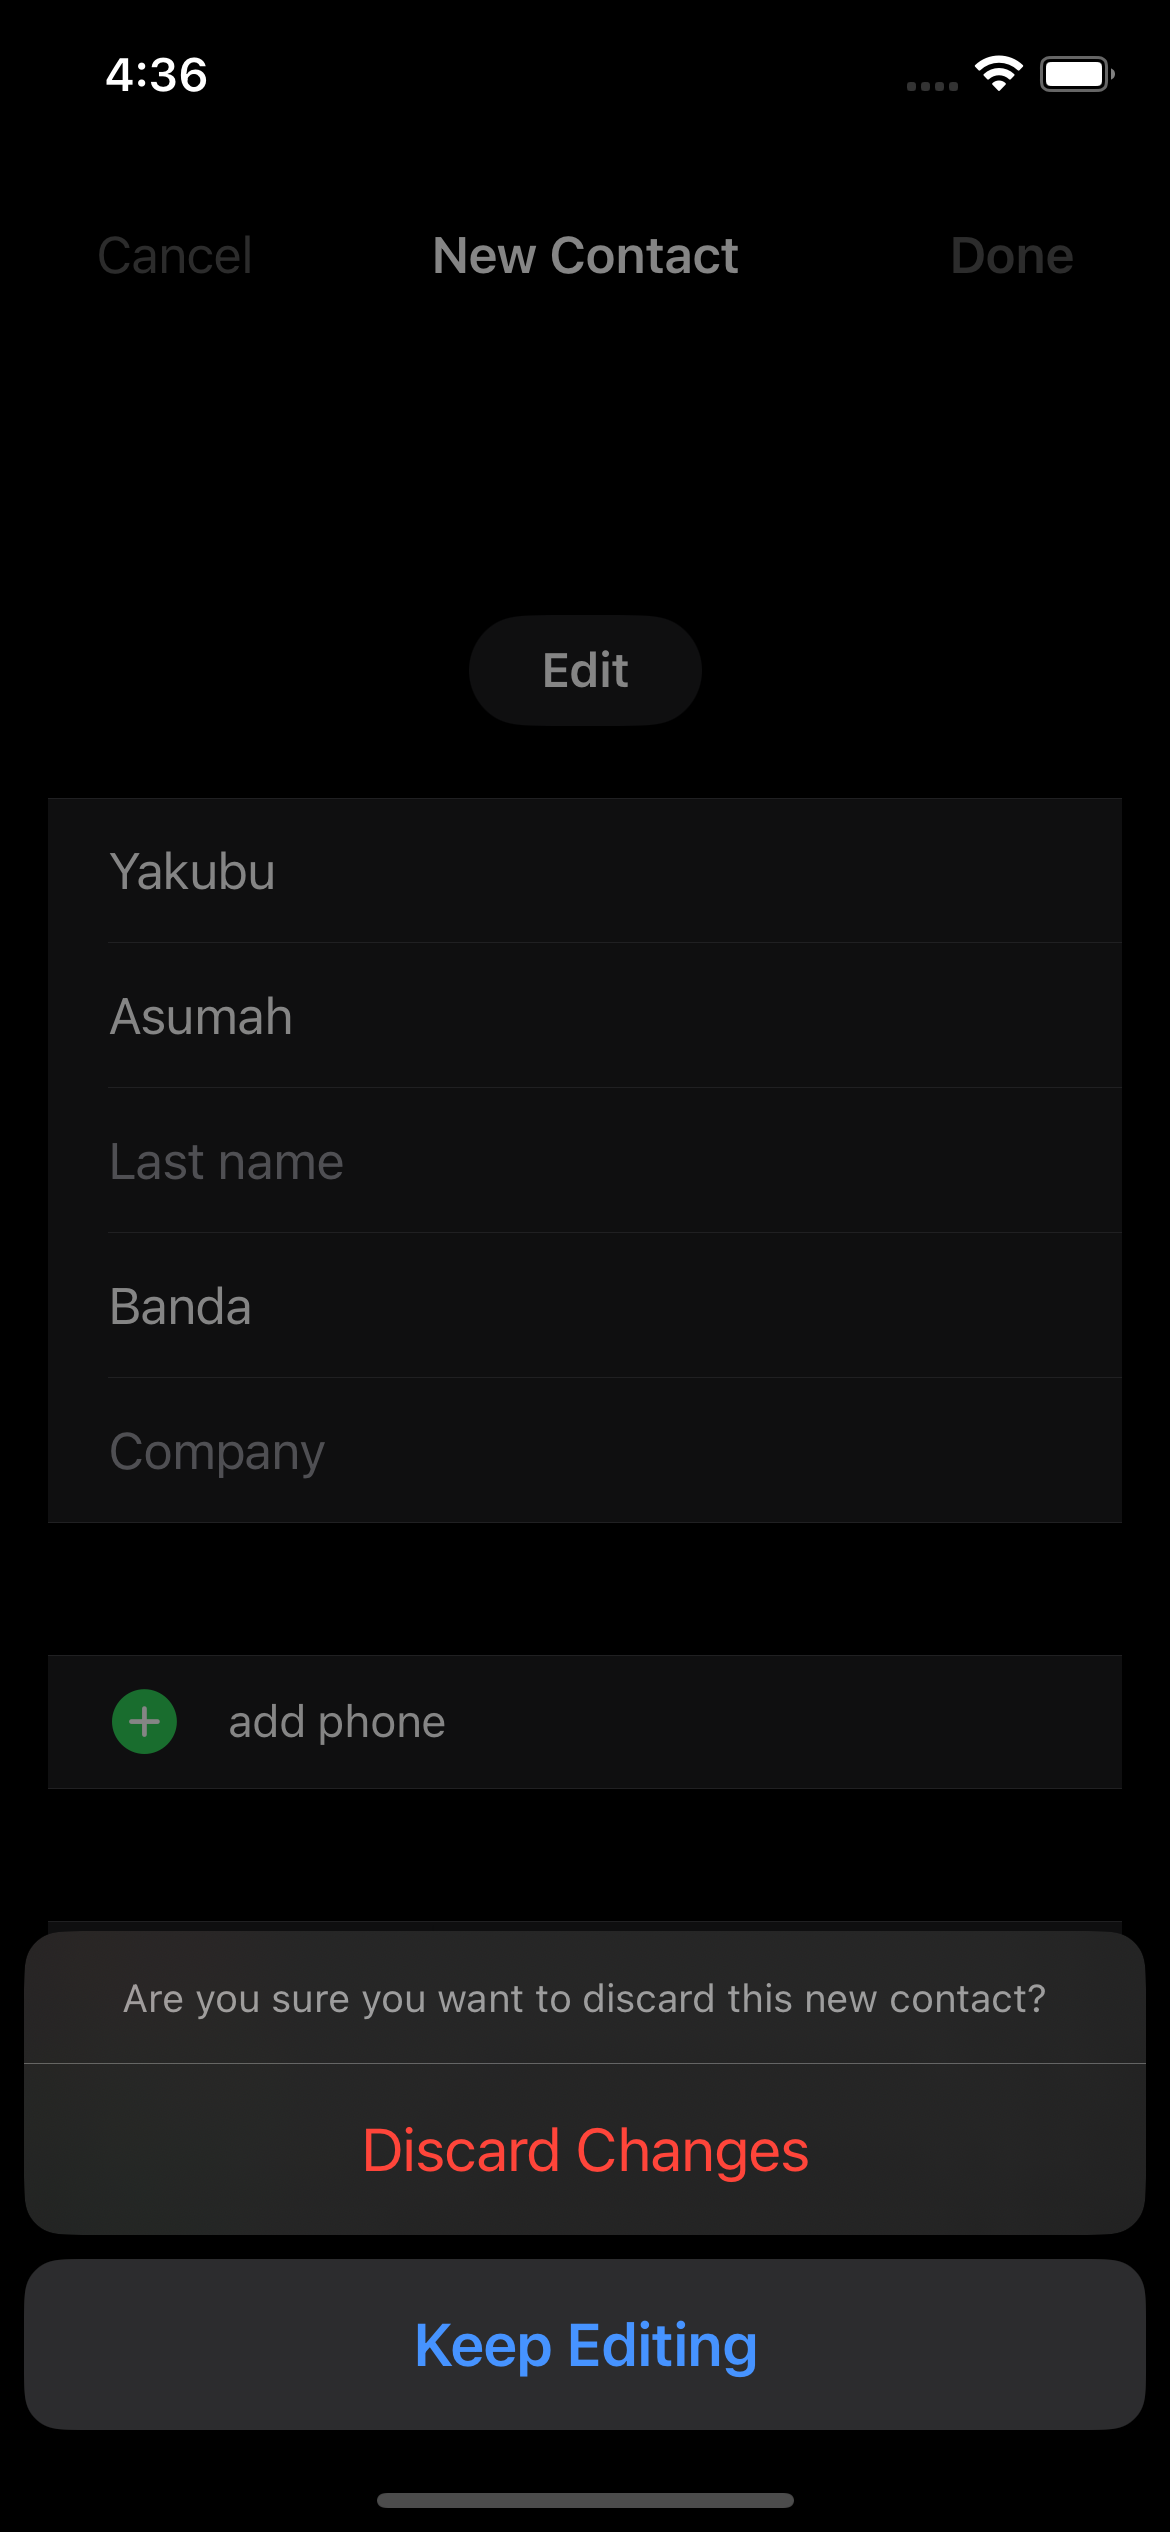 4:36
Cancel
New Contact
Done
Edit
Yakubu
Asumah
Last name
Banda
Company
add phone
Are you sure you want to discard this new contact?
Discard Changes
Keep Editing